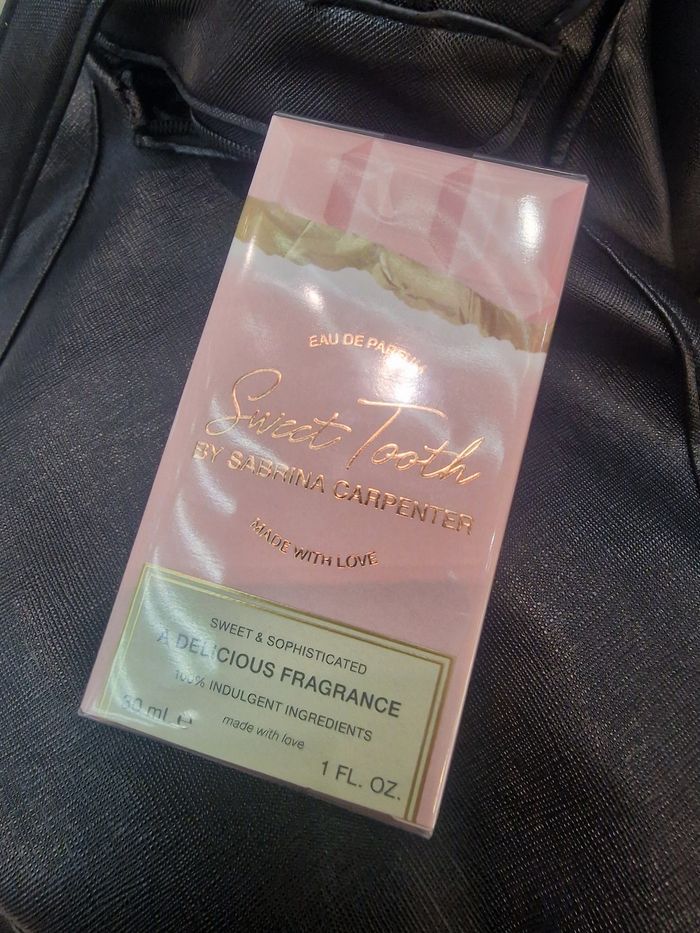 EAU DE PARFUM
Sweet Tooth
BY SABRINA CARPENTER
MADE WITH LOVE
SWEET & SOPHISTICATED
A DELICIOUS FRAGRANCE
100% INDULGENT INGREDIENTS
30 ml e made with love
1 FL. OZ.